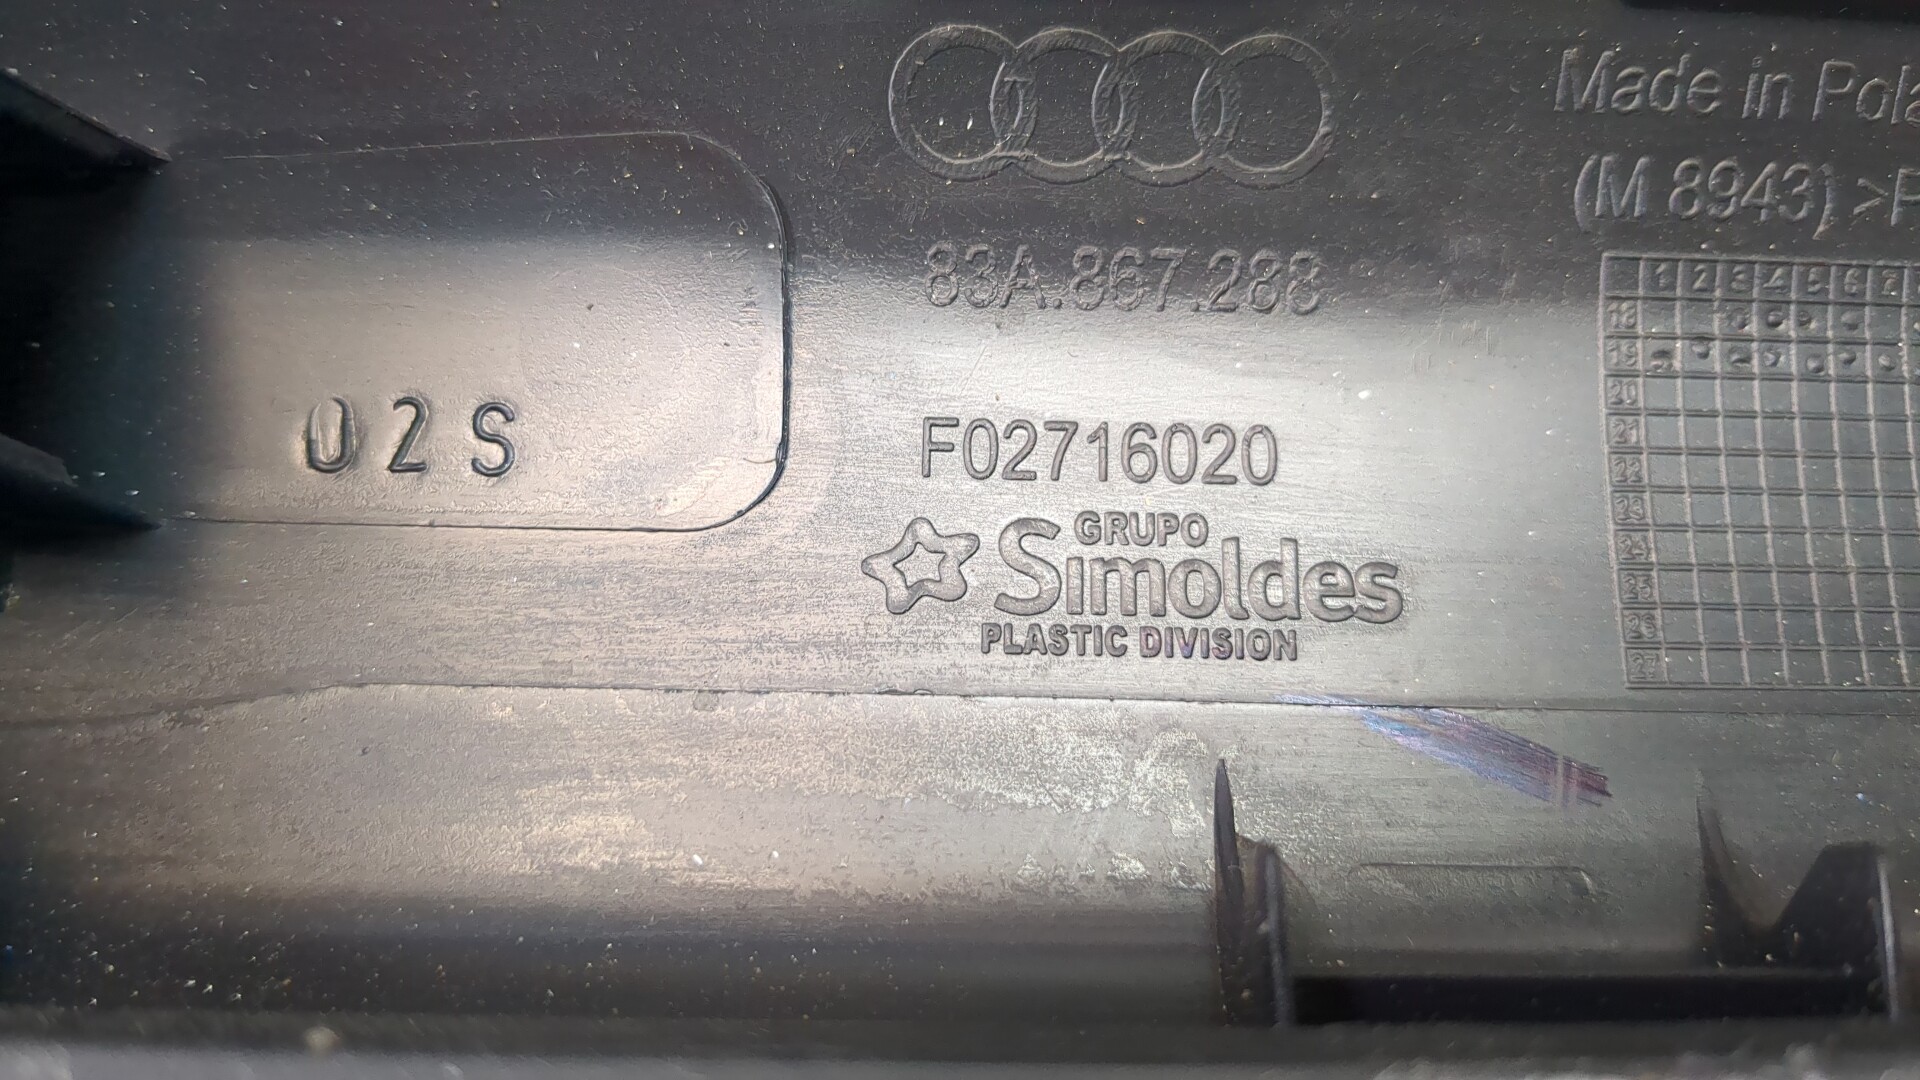 Made in Pola
(M 8943) >P
83A.867.288
1 2 3 4 5 6 7
18
19
20
21
22
23
24
25
26
27
02S
F02716020
GRUPO
Simoldes
PLASTIC DIVISION